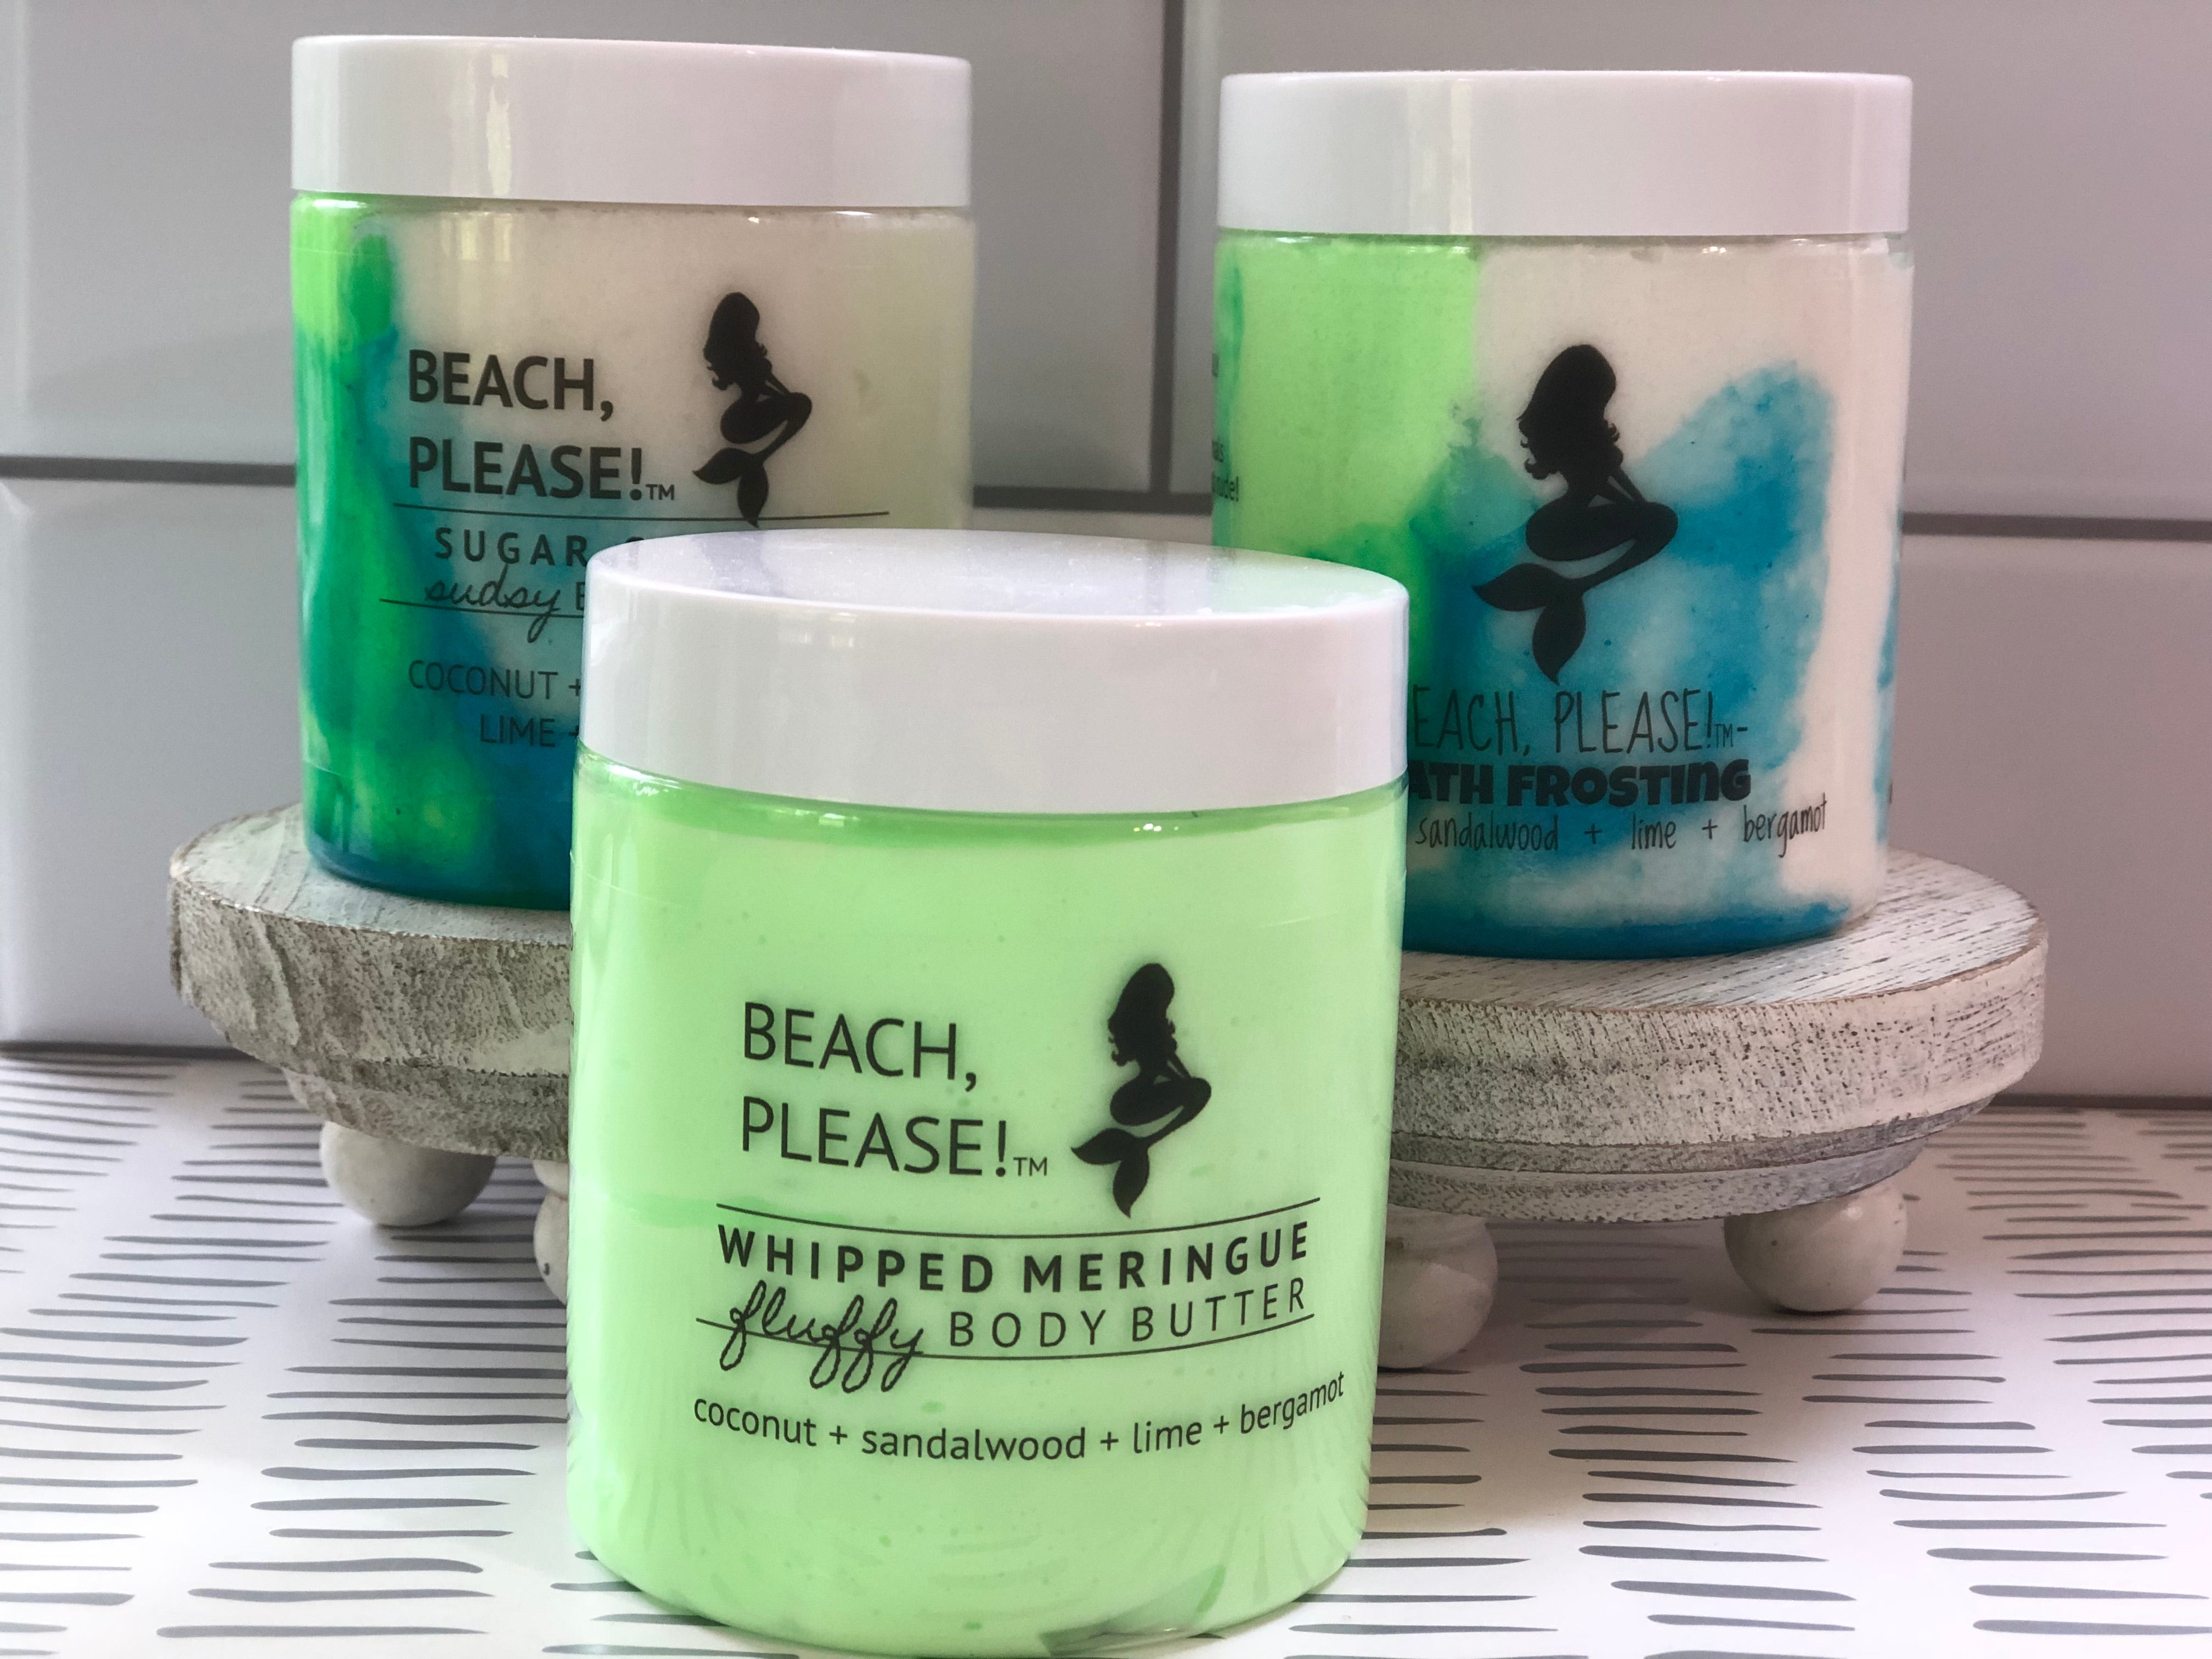 BEACH,
PLEASE!™
SUGAR
sudsy
COCONUT +
LIME +
EACH, PLEASE!™-
ATH FROSTING
sandalwood + lime + bergamot
BEACH,
PLEASE!™
WHIPPED MERINGUE
fluffy BODY BUTTER
coconut + sandalwood + lime + bergamot